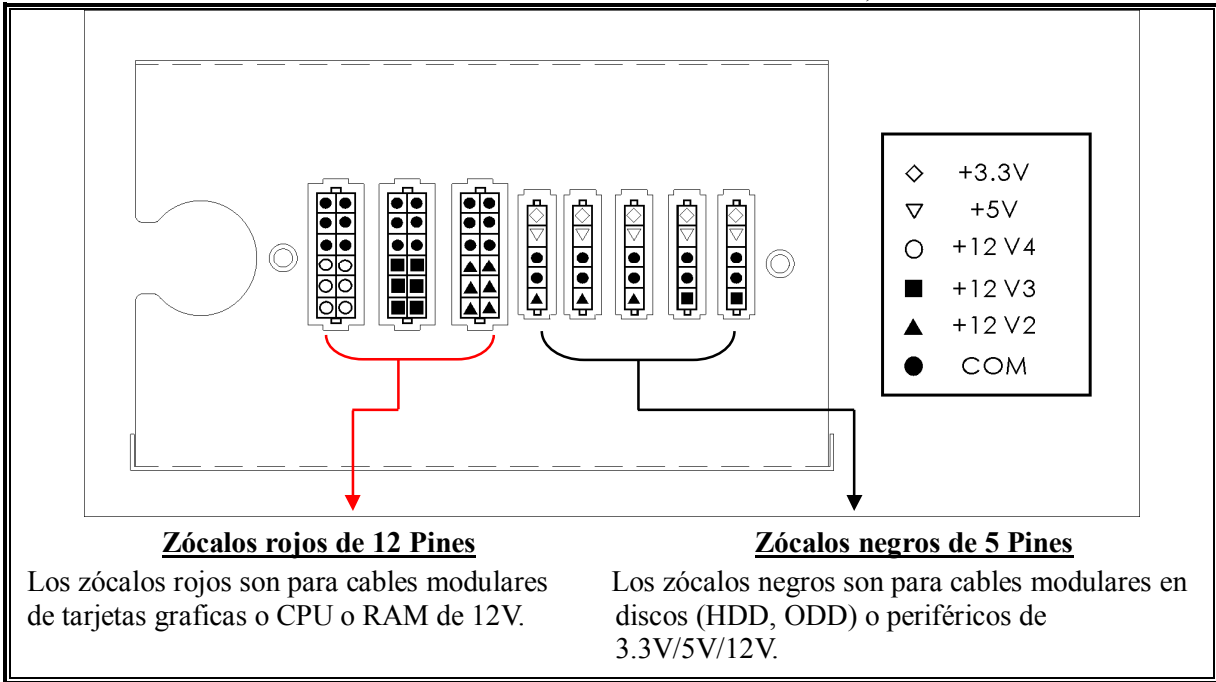 +3.3V
+5V
+12 V4
+12 V3
+12 V2
COM
Zócalos rojos de 12 Pines
Los zócalos rojos son para cables modulares
de tarjetas graficas o CPU o RAM de 12V.
Zócalos negros de 5 Pines
Los zócalos negros son para cables modulares en
discos (HDD, ODD) o periféricos de
3.3V/5V/12V.